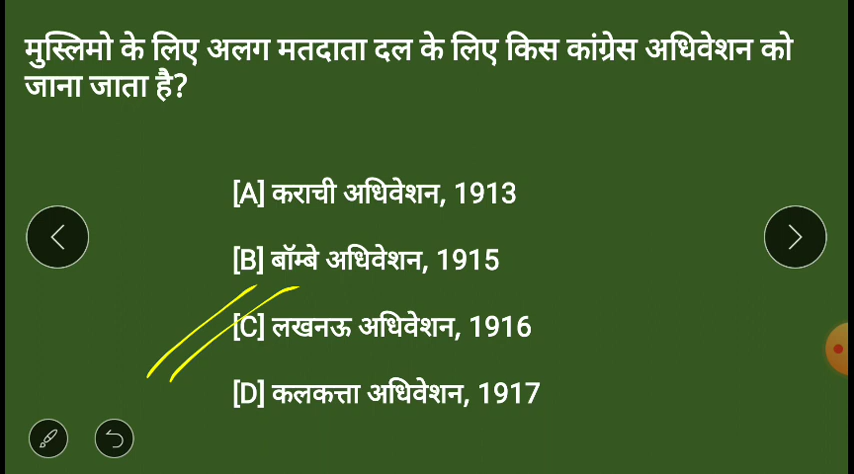 मुस्लिमो के लिए अलग मतदाता दल के लिए किस कांग्रेस अधिवेशन को
जाना जाता है?
[A] कराची अधिवेशन, 1913
[B] बॉम्बे अधिवेशन, 1915
[C] लखनऊ अधिवेशन, 1916
[D] कलकत्ता अधिवेशन, 1917